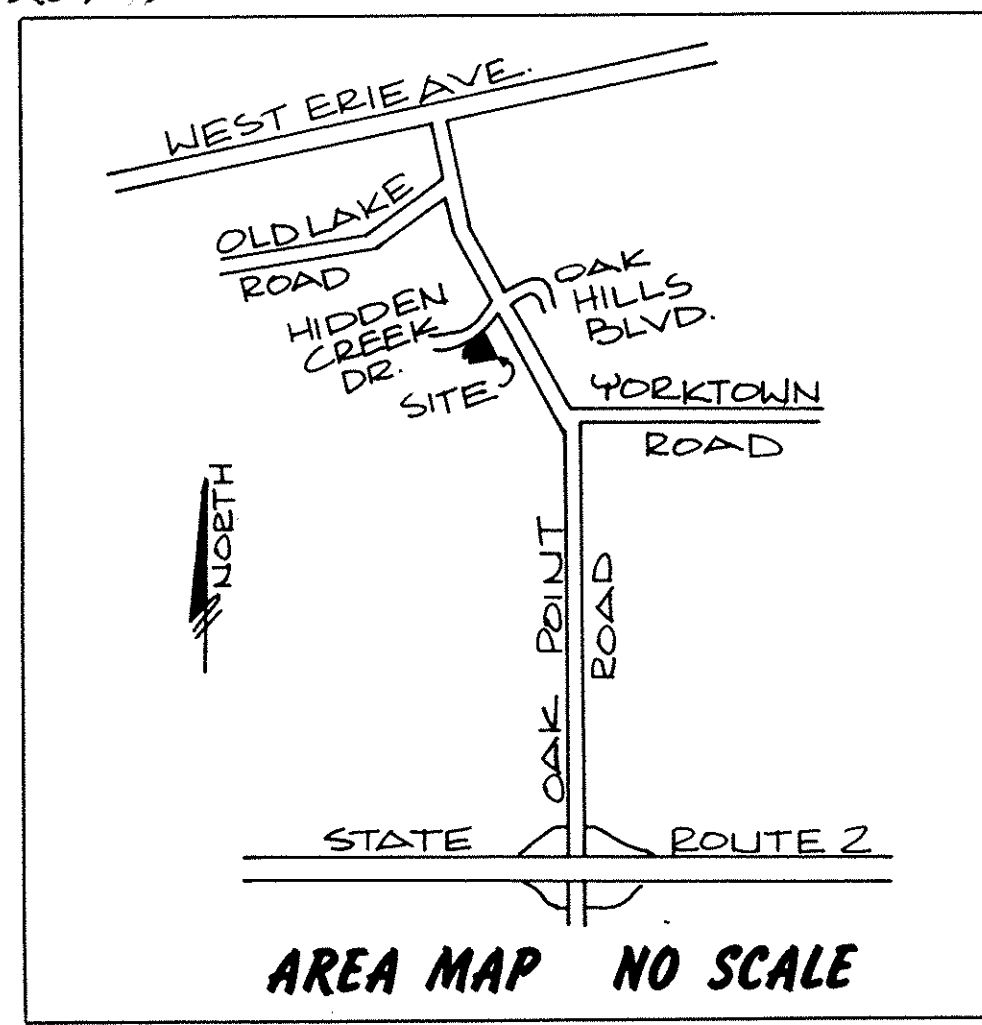 WEST ERIE AVE.
OLD LAKE
ROAD
HIDDEN
CREEK
DR.
OAK
HILLS
BLVD.
SITE
YORKTOWN
ROAD
NORTH
OAK POINT
ROAD
STATE ROUTE 2
AREA MAP NO SCALE